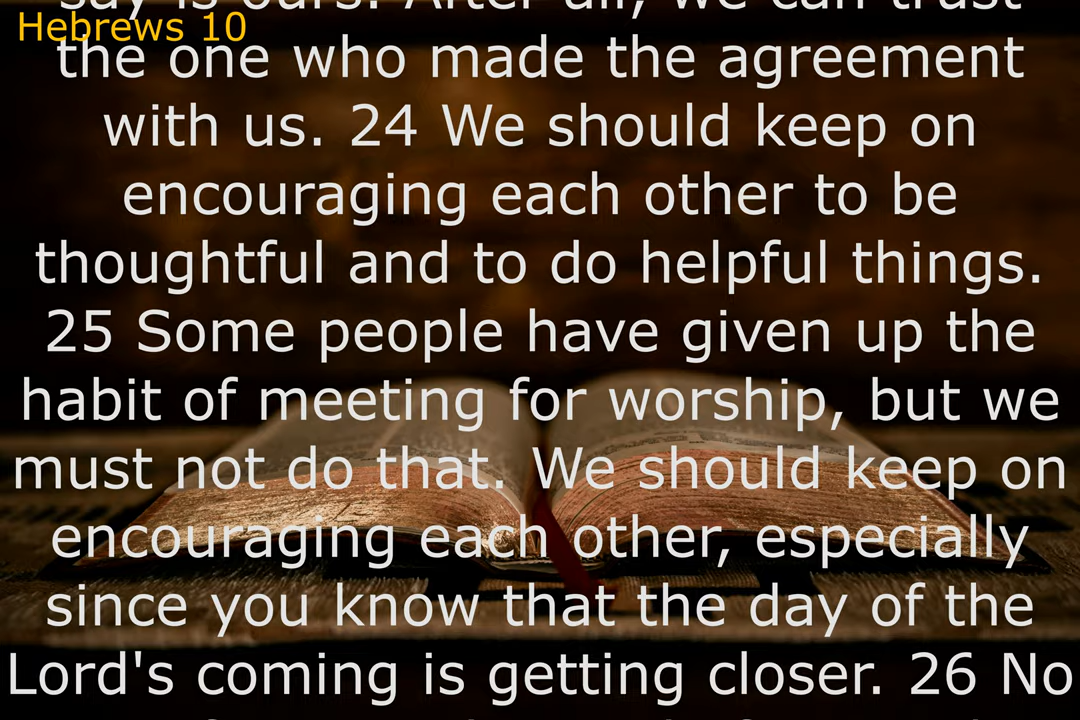 say is ours. After all, we can trust
Hebrews 10
the one who made the agreement
with us. 24 We should keep on
encouraging each other to be
thoughtful and to do helpful things.
25 Some people have given up the
habit of meeting for worship, but we
must not do that. We should keep on
encouraging each other, especially
since you know that the day of the
Lord's coming is getting closer. 26 No